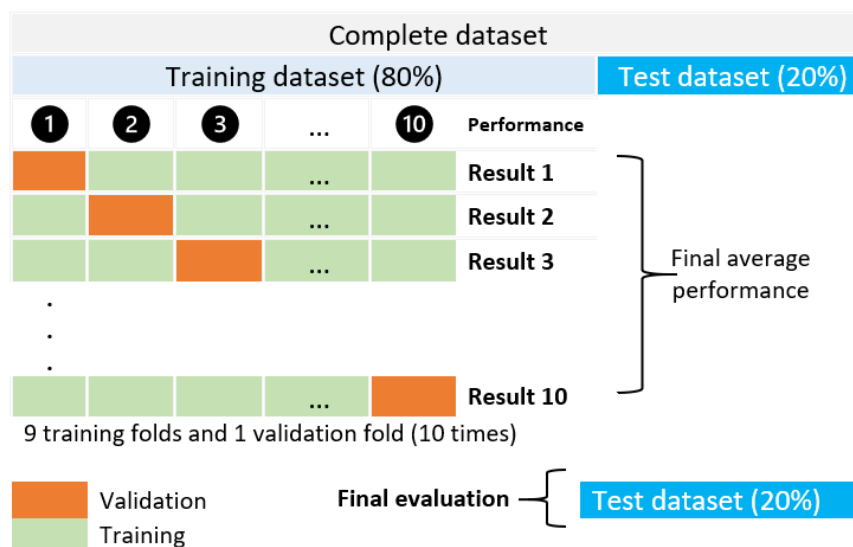 Complete dataset
Training dataset (80%) Test dataset (20%)
1 2 3 ... 10 Performance
... Result 1
... Result 2
... Result 3
Final average
performance
.
.
.
... Result 10
9 training folds and 1 validation fold (10 times)
Validation
Training
Final evaluation Test dataset (20%)